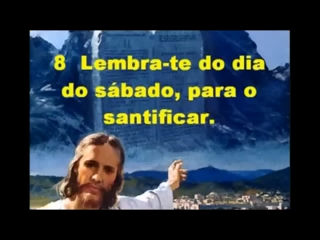 8 Lembra-te do dia
do sábado, para o
santificar.